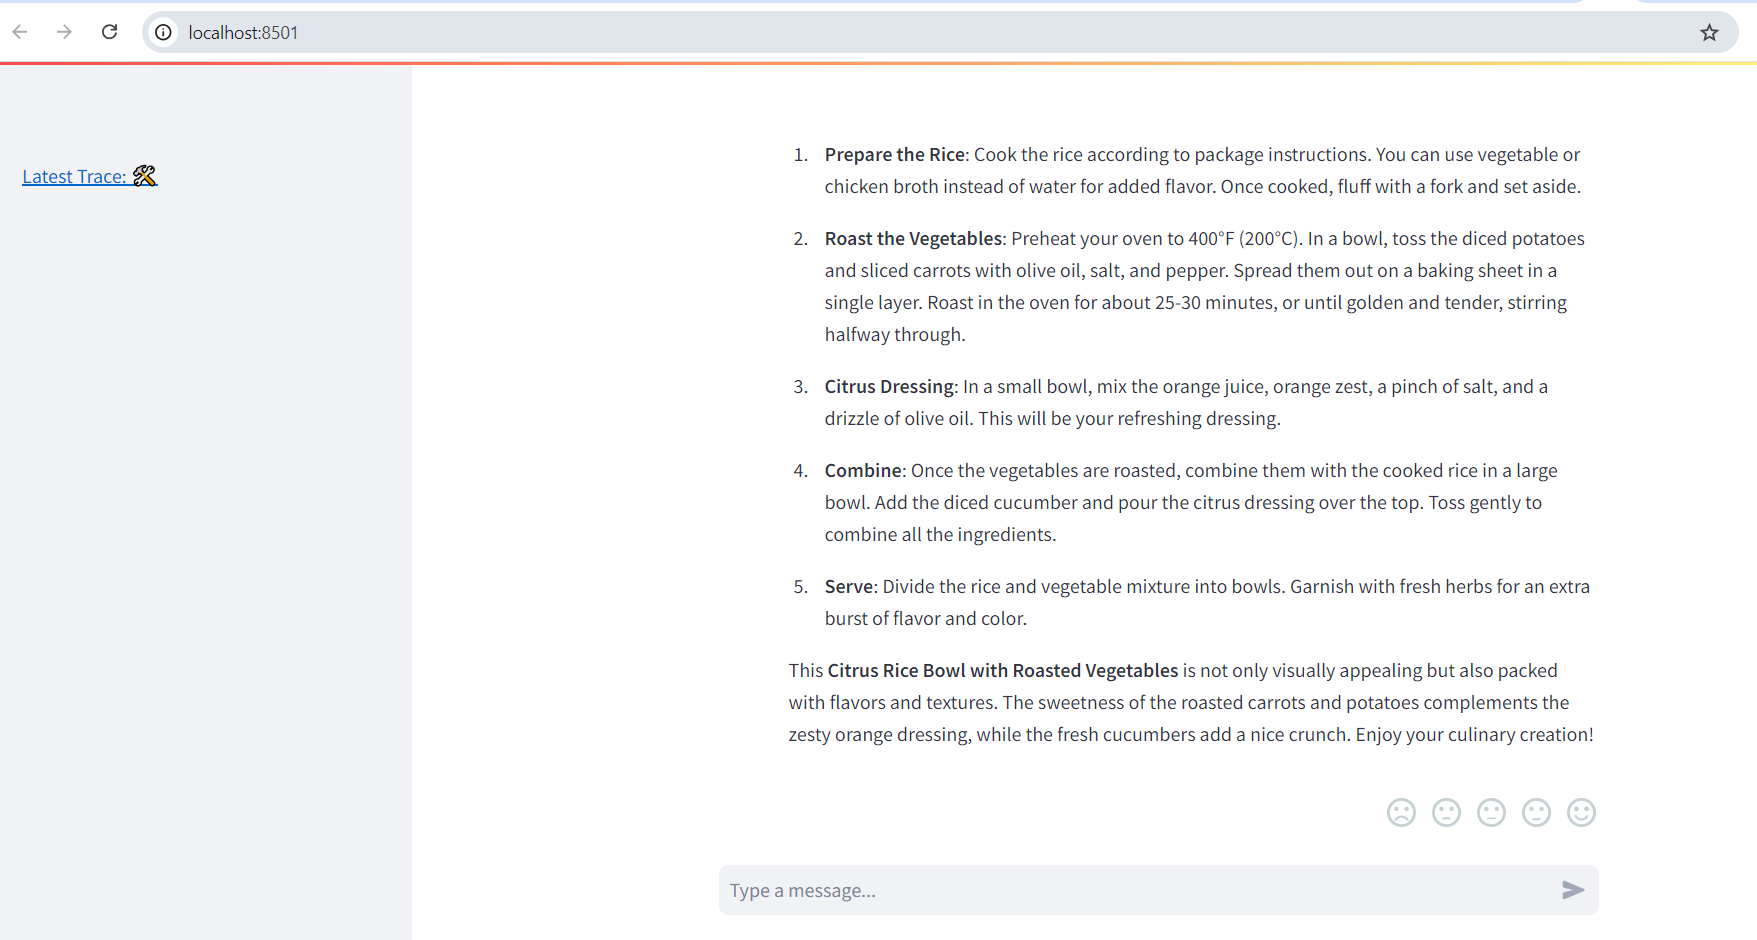 localhost:8501
Latest Trace: 🛠
1. Prepare the Rice: Cook the rice according to package instructions. You can use vegetable or
chicken broth instead of water for added flavor. Once cooked, fluff with a fork and set aside.
2. Roast the Vegetables: Preheat your oven to 400°F (200°C). In a bowl, toss the diced potatoes
and sliced carrots with olive oil, salt, and pepper. Spread them out on a baking sheet in a
single layer. Roast in the oven for about 25-30 minutes, or until golden and tender, stirring
halfway through.
3. Citrus Dressing: In a small bowl, mix the orange juice, orange zest, a pinch of salt, and a
drizzle of olive oil. This will be your refreshing dressing.
4. Combine: Once the vegetables are roasted, combine them with the cooked rice in a large
bowl. Add the diced cucumber and pour the citrus dressing over the top. Toss gently to
combine all the ingredients.
5. Serve: Divide the rice and vegetable mixture into bowls. Garnish with fresh herbs for an extra
burst of flavor and color.
This Citrus Rice Bowl with Roasted Vegetables is not only visually appealing but also packed
with flavors and textures. The sweetness of the roasted carrots and potatoes complements the
zesty orange dressing, while the fresh cucumbers add a nice crunch. Enjoy your culinary creation!
Type a message...